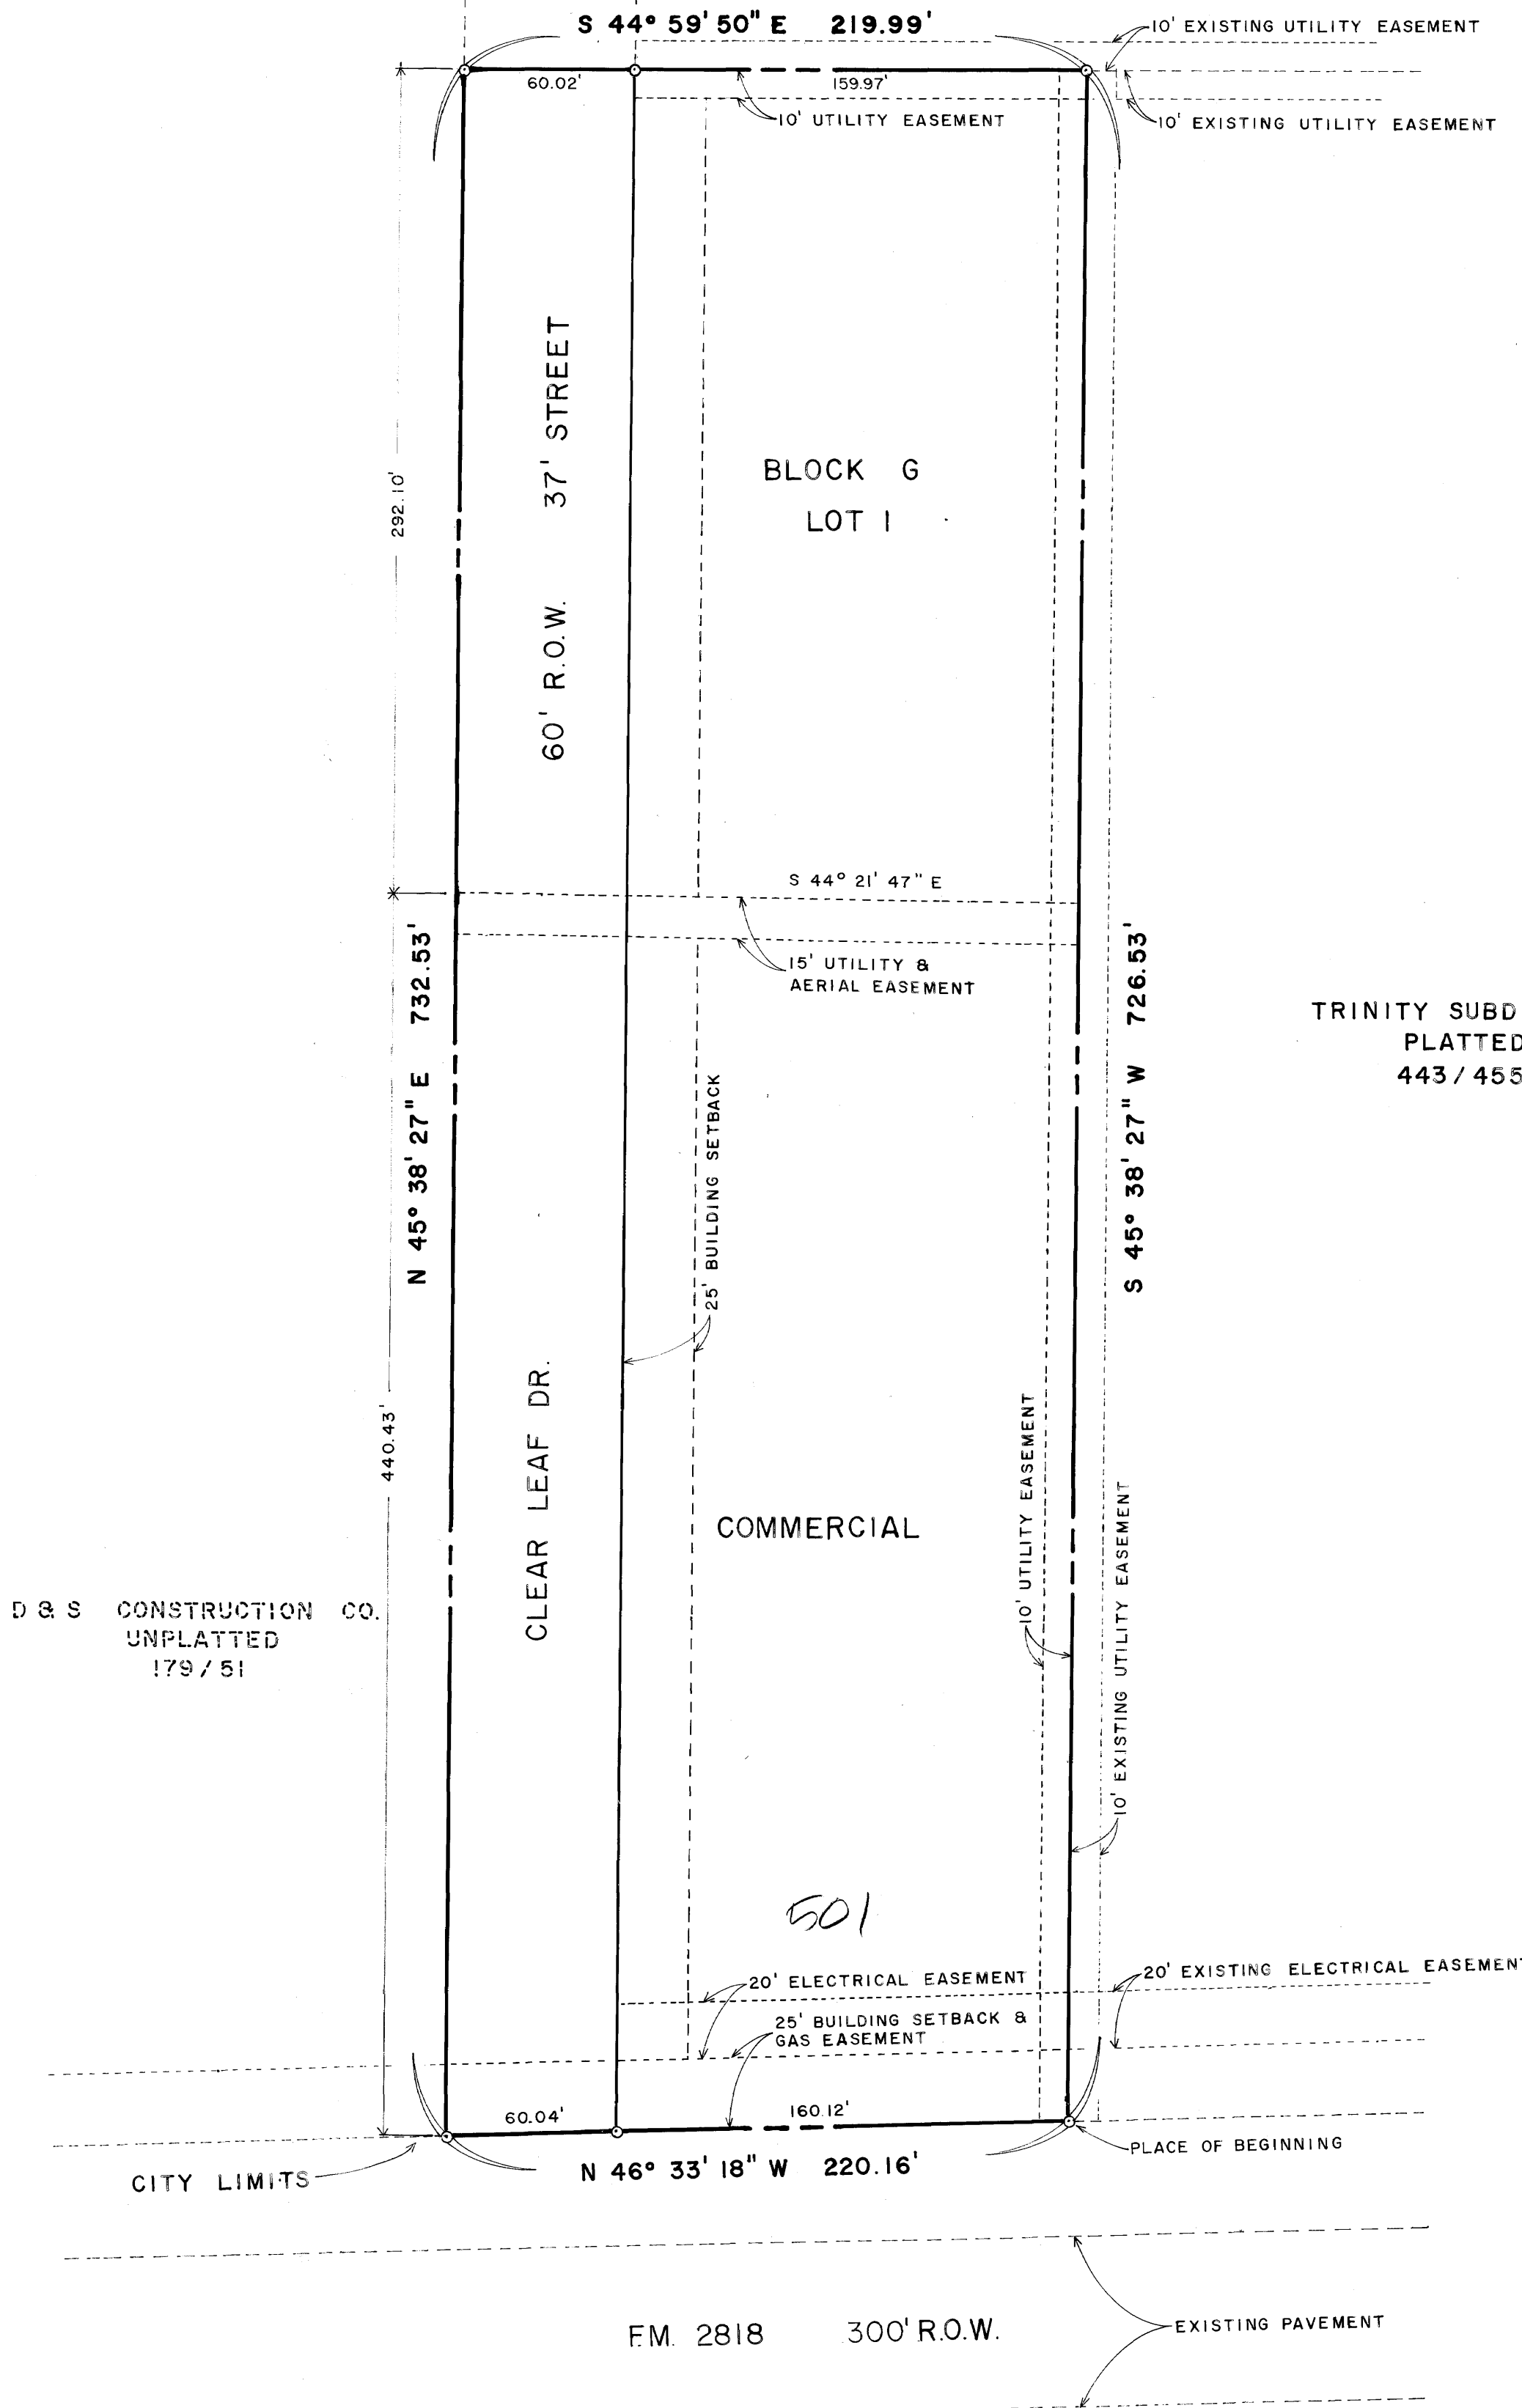 S 44° 59' 50" E 219.99'
10' EXISTING UTILITY EASEMENT
60.02'
159.97'
10' UTILITY EASEMENT
10' EXISTING UTILITY EASEMENT
60' R.O.W. 37' STREET
BLOCK G
LOT 1
292.10'
S 44° 21' 47" E
15' UTILITY &
AERIAL EASEMENT
N 45° 38' 27" E 732.53'
S 45° 38' 27" W 726.53'
TRINITY SUBD
PLATTED
443/455
25' BUILDING SETBACK
440.43'
CLEAR LEAF DR.
COMMERCIAL
10' UTILITY EASEMENT
10' EXISTING UTILITY EASEMENT
D & S CONSTRUCTION CO.
UNPLATTED
179/51
501
20' ELECTRICAL EASEMENT
20' EXISTING ELECTRICAL EASEMENT
25' BUILDING SETBACK &
GAS EASEMENT
60.04'
160.12'
PLACE OF BEGINNING
CITY LIMITS
N 46° 33' 18" W 220.16'
F.M. 2818 300' R.O.W.
EXISTING PAVEMENT